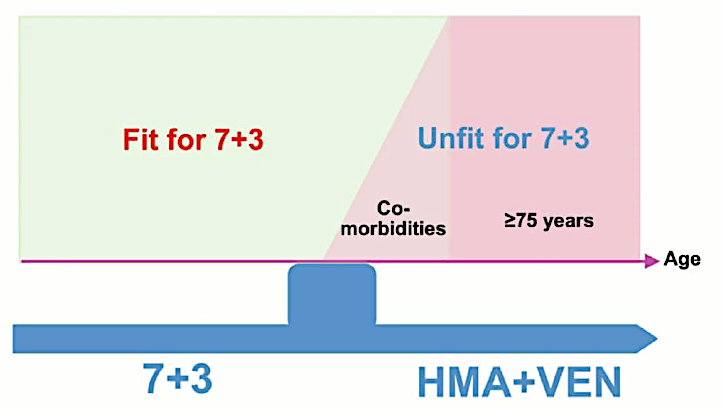 Fit for 7+3
Unfit for 7+3
Co-
morbidities
≥75 years
Age
7+3
HMA+VEN